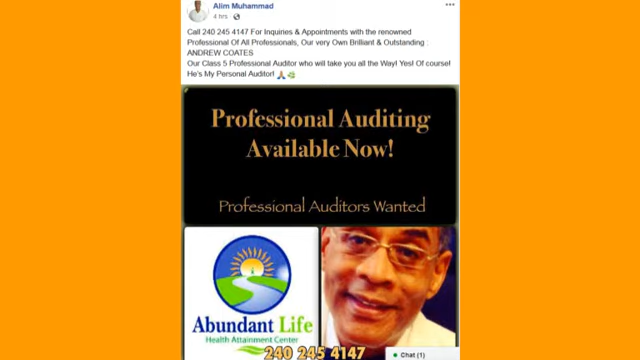 Alim Muhammad
4 hrs
Call 240 245 4147 For Inquiries & Appointments with the renowned
Professional Of All Professionals, Our very Own Brilliant & Outstanding :
ANDREW COATES
Our Class 5 Professional Auditor who will take you all the Way! Yes! Of course!
He's My Personal Auditor!
Professional Auditing
Available Now!
Professional Auditors Wanted
Abundant Life
Health Attainment Center
240 245 4147
Chat (1)